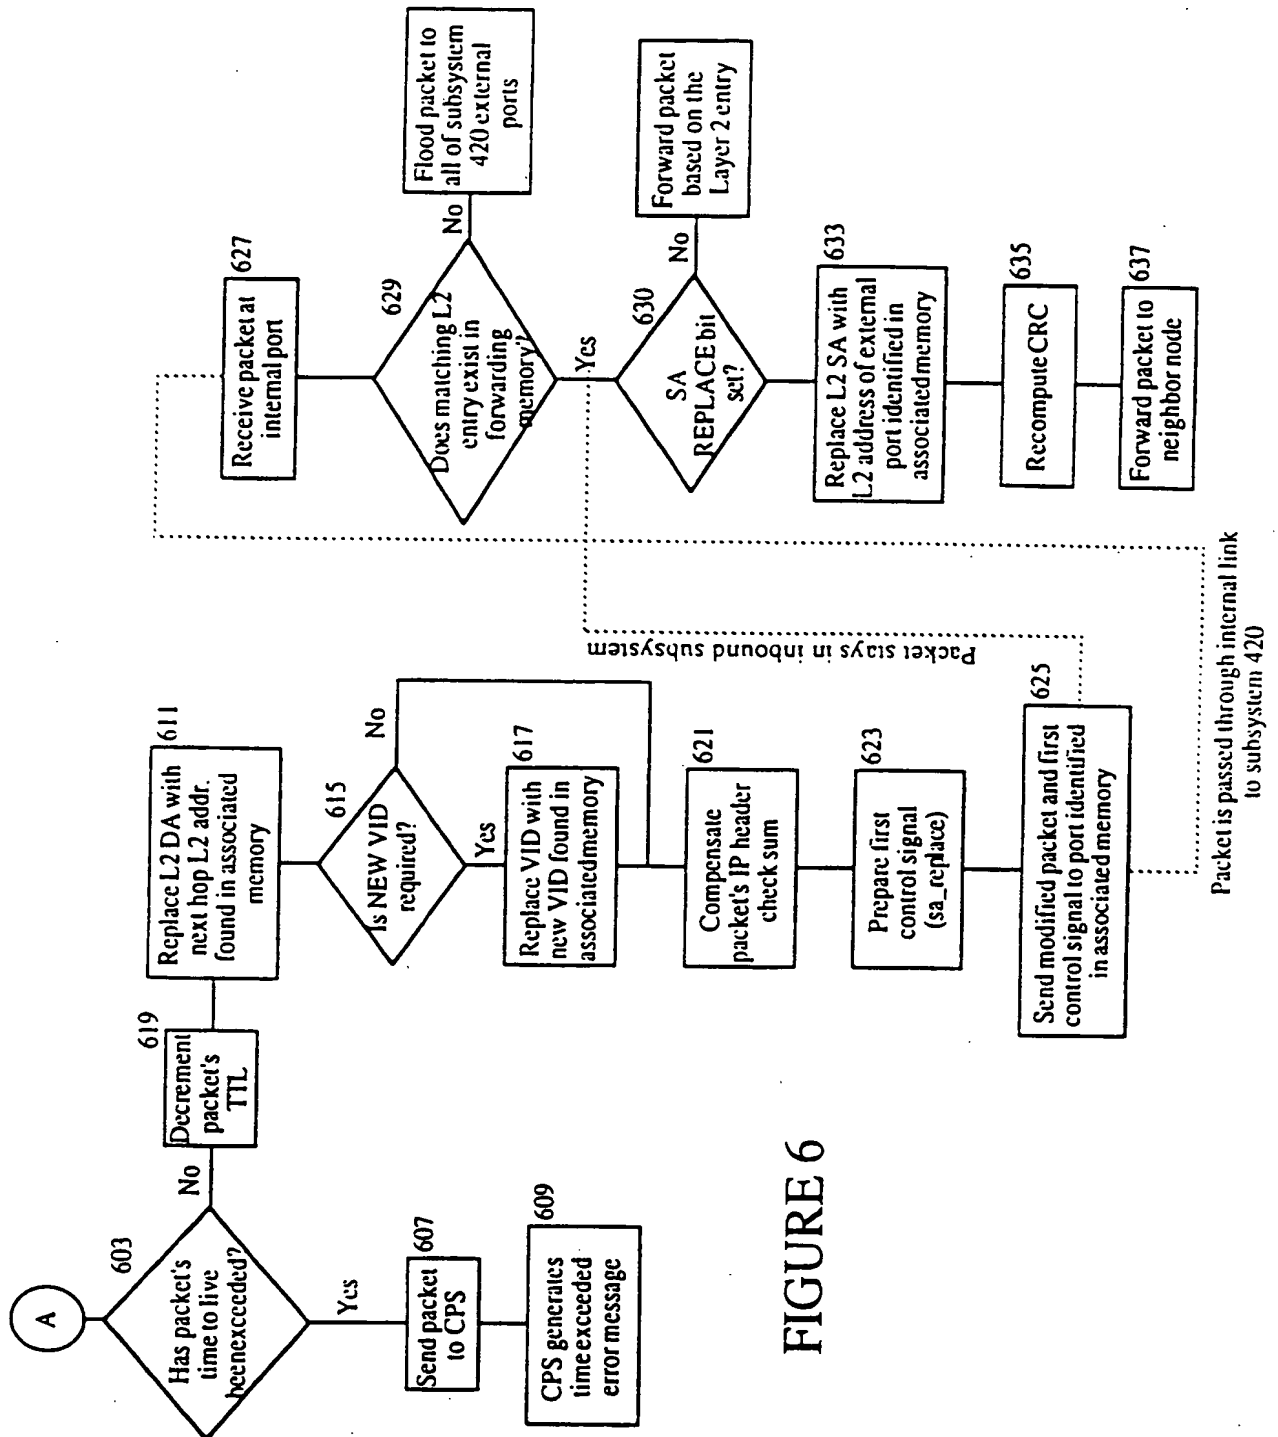 A
603
Has packet's
time to live
beenexceeded?
Yes
607
Send packet
to CPS
609
CPS generates
time exceeded
error message
No
619
Decrement
packet's
TTL
611
Replace L2 DA with
next hop L2 addr.
found in associated
memory
615
Is NEW VID
required?
No
Yes
617
Replace VID with
new VID found in
associatedmemory
621
Compensate
packet's IP header
check sum
623
Prepare first
control signal
(sa_replace)
625
Send modified packet and first
control signal to port identified
in associated memory
Packet stays in inbound subsystem
Packet is passed through internal link
to subsystem 420
627
Receive packet at
internal port
629
Does matching L2
entry exist in
forwarding
memory?
No
Flood packet to
all of subsystem
420 external
ports
Yes
630
SA
REPLACE bit
set?
No
Forward packet
based on the
Layer 2 entry
633
Replace L2 SA with
L2 address of external
port identified in
associated memory
635
Recompute CRC
637
Forward packet to
neighbor node
FIGURE 6